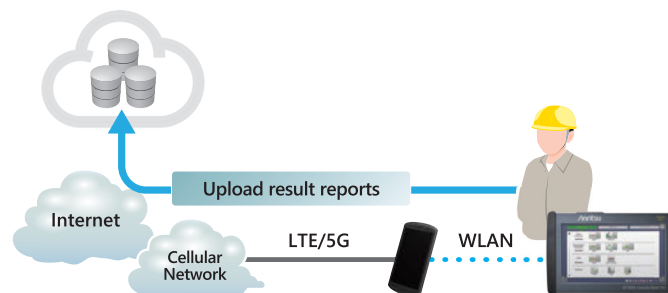 Upload result reports
Internet
LTE/5G
WLAN
Cellular
Network
Anritsu